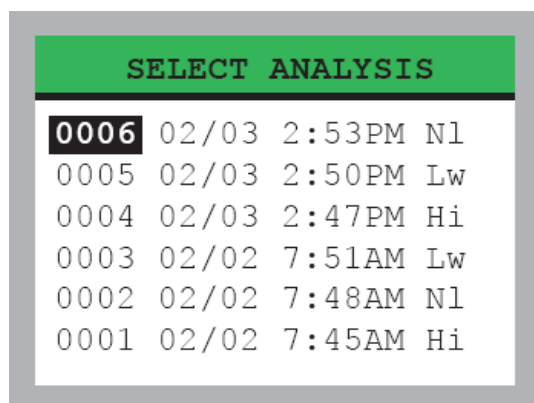 SELECT ANALYSIS
0006 02/03 2:53PM Nl
0005 02/03 2:50PM Lw
0004 02/03 2:47PM Hi
0003 02/02 7:51AM Lw
0002 02/02 7:48AM Nl
0001 02/02 7:45AM Hi